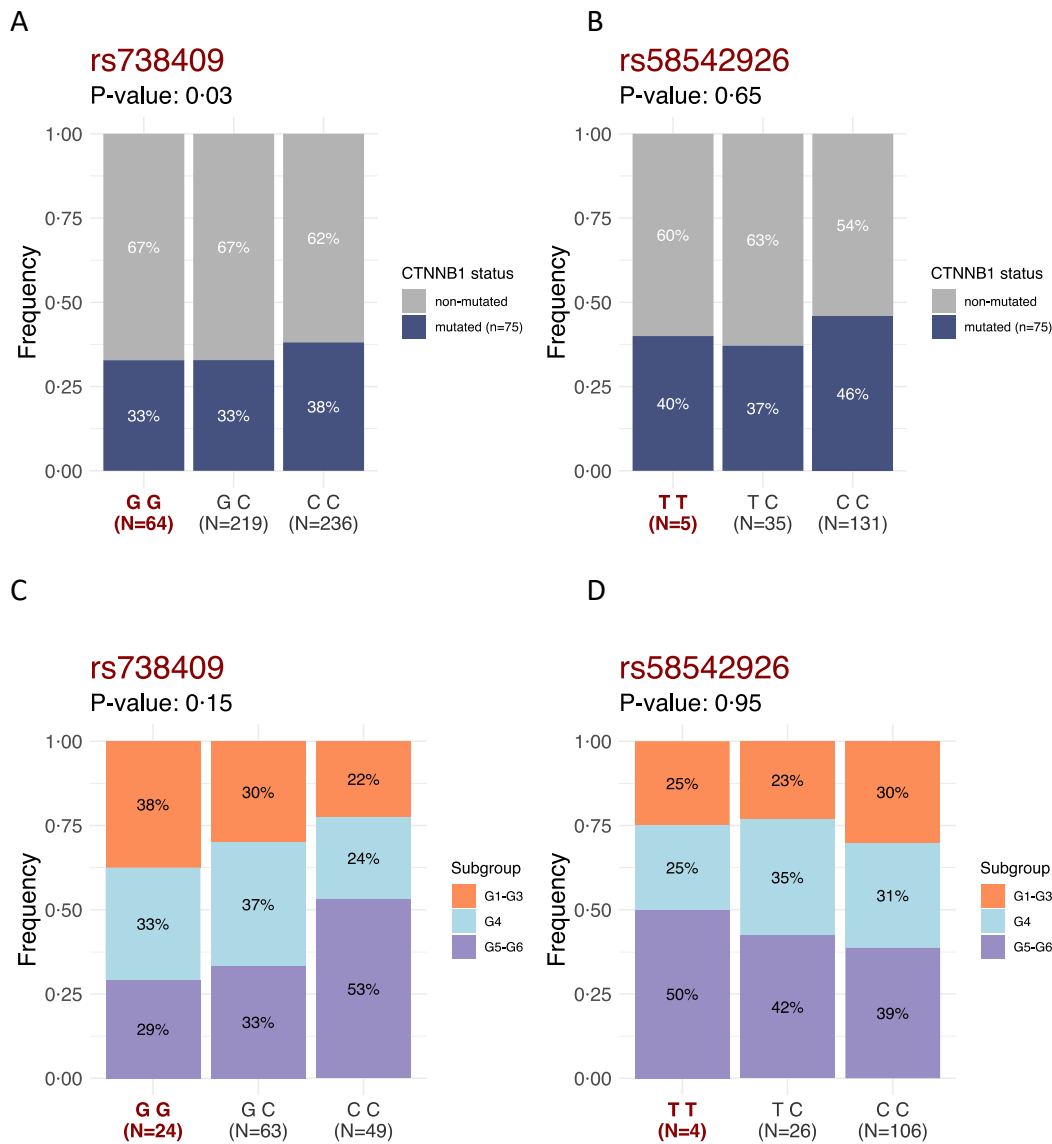 A
rs738409
P-value: 0·03
1·00
0·75
0·50
0·25
0·00
Frequency
67%
67%
62%
33%
33%
38%
G G
(N=64)
G C
(N=219)
C C
(N=236)
CTNNB1 status
non-mutated
mutated (n=75)
B
rs58542926
P-value: 0·65
1·00
0·75
0·50
0·25
0·00
Frequency
60%
63%
54%
40%
37%
46%
T T
(N=5)
T C
(N=35)
C C
(N=131)
CTNNB1 status
non-mutated
mutated (n=75)
C
rs738409
P-value: 0·15
1·00
0·75
0·50
0·25
0·00
Frequency
38%
30%
22%
33%
37%
24%
29%
33%
53%
G G
(N=24)
G C
(N=63)
C C
(N=49)
Subgroup
G1-G3
G4
G5-G6
D
rs58542926
P-value: 0·95
1·00
0·75
0·50
0·25
0·00
Frequency
25%
23%
30%
25%
35%
31%
50%
42%
39%
T T
(N=4)
T C
(N=26)
C C
(N=106)
Subgroup
G1-G3
G4
G5-G6